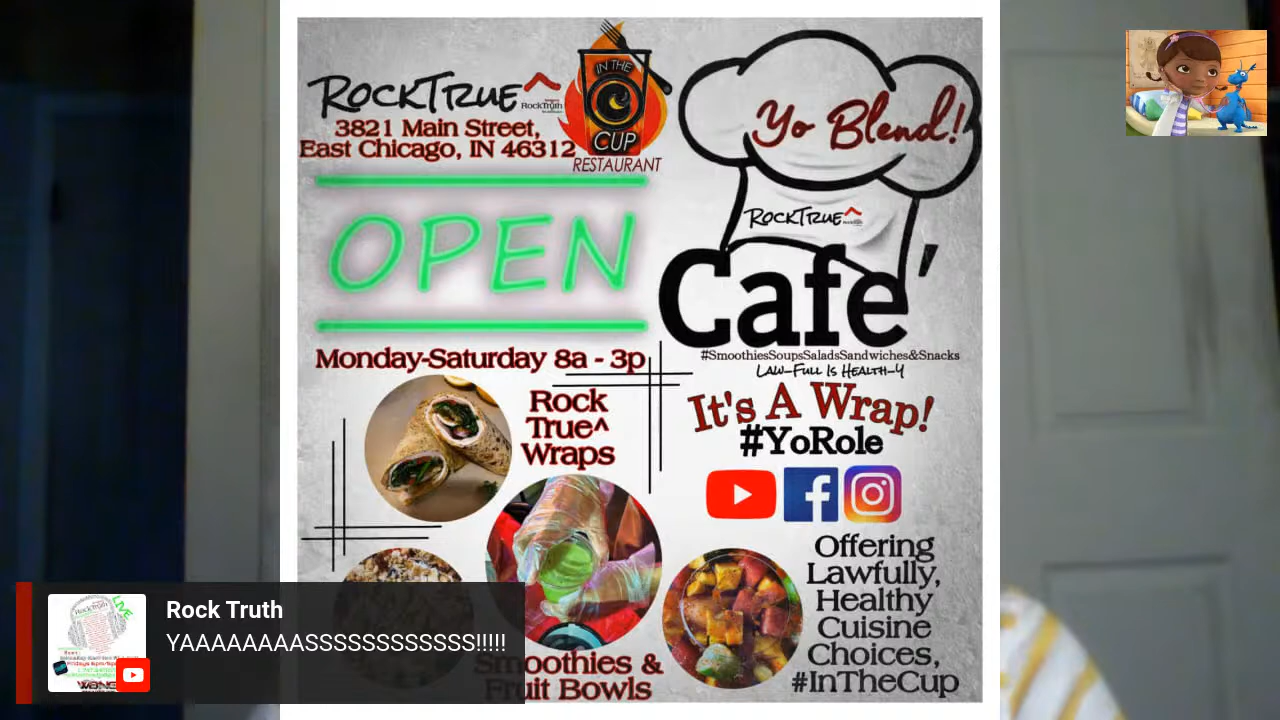 RockTrue^
RockTruth
3821 Main Street,
East Chicago, IN 46312
IN THE
CUP
RESTAURANT
Yo Blend!
RockTrue^
Cafe'
#SmoothiesSoupsSaladsSandwiches&Snacks
Law-Full Is Health-Y
OPEN
Monday-Saturday 8a - 3p
Rock
True^
Wraps
It's A Wrap!
#YoRole
Offering
Lawfully,
Healthy
Cuisine
Choices,
#InTheCup
Smoothies &
Fruit Bowls
Rock Truth
YAAAAAAAASSSSSSSSSSSS!!!!!
RockTruth
LIVE